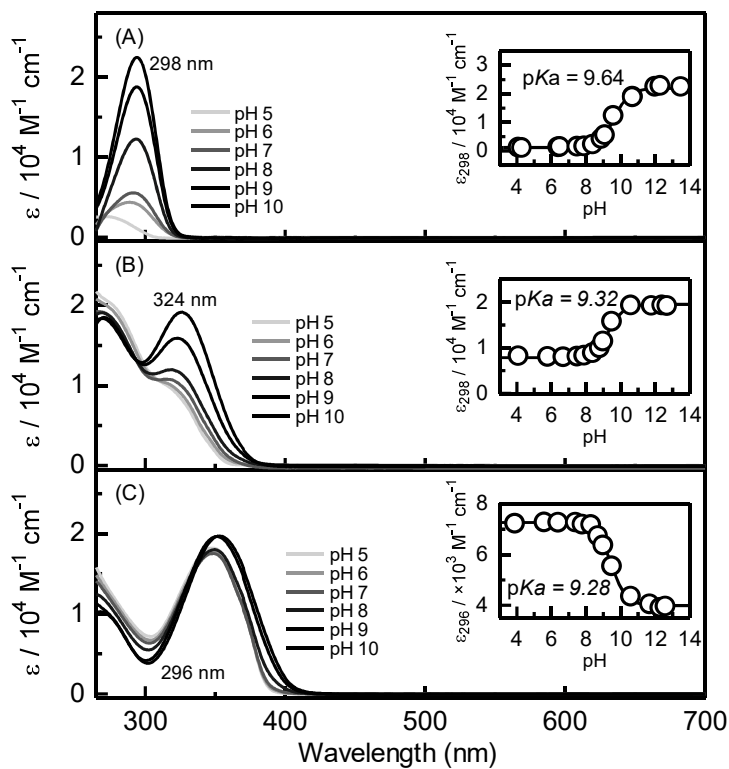 (A)
298 nm
pH 5
pH 6
pH 7
pH 8
pH 9
pH 10
2
1
0
ε / 10⁴ M⁻¹ cm⁻¹
pKa = 9.64
3
2
1
0
ε₂₉₈ / 10⁴ M⁻¹ cm⁻¹
4 6 8 10 12 14
pH
(B)
324 nm
pH 5
pH 6
pH 7
pH 8
pH 9
pH 10
2
1
0
ε / 10⁴ M⁻¹ cm⁻¹
pKa = 9.32
2
1
0
ε₂₉₈ / 10⁴ M⁻¹ cm⁻¹
4 6 8 10 12 14
pH
(C)
296 nm
pH 5
pH 6
pH 7
pH 8
pH 9
pH 10
2
1
0
ε / 10⁴ M⁻¹ cm⁻¹
pKa = 9.28
8
6
4
ε₂₉₆ / ×10³ M⁻¹ cm⁻¹
4 6 8 10 12 14
pH
300 400 500 600 700
Wavelength (nm)